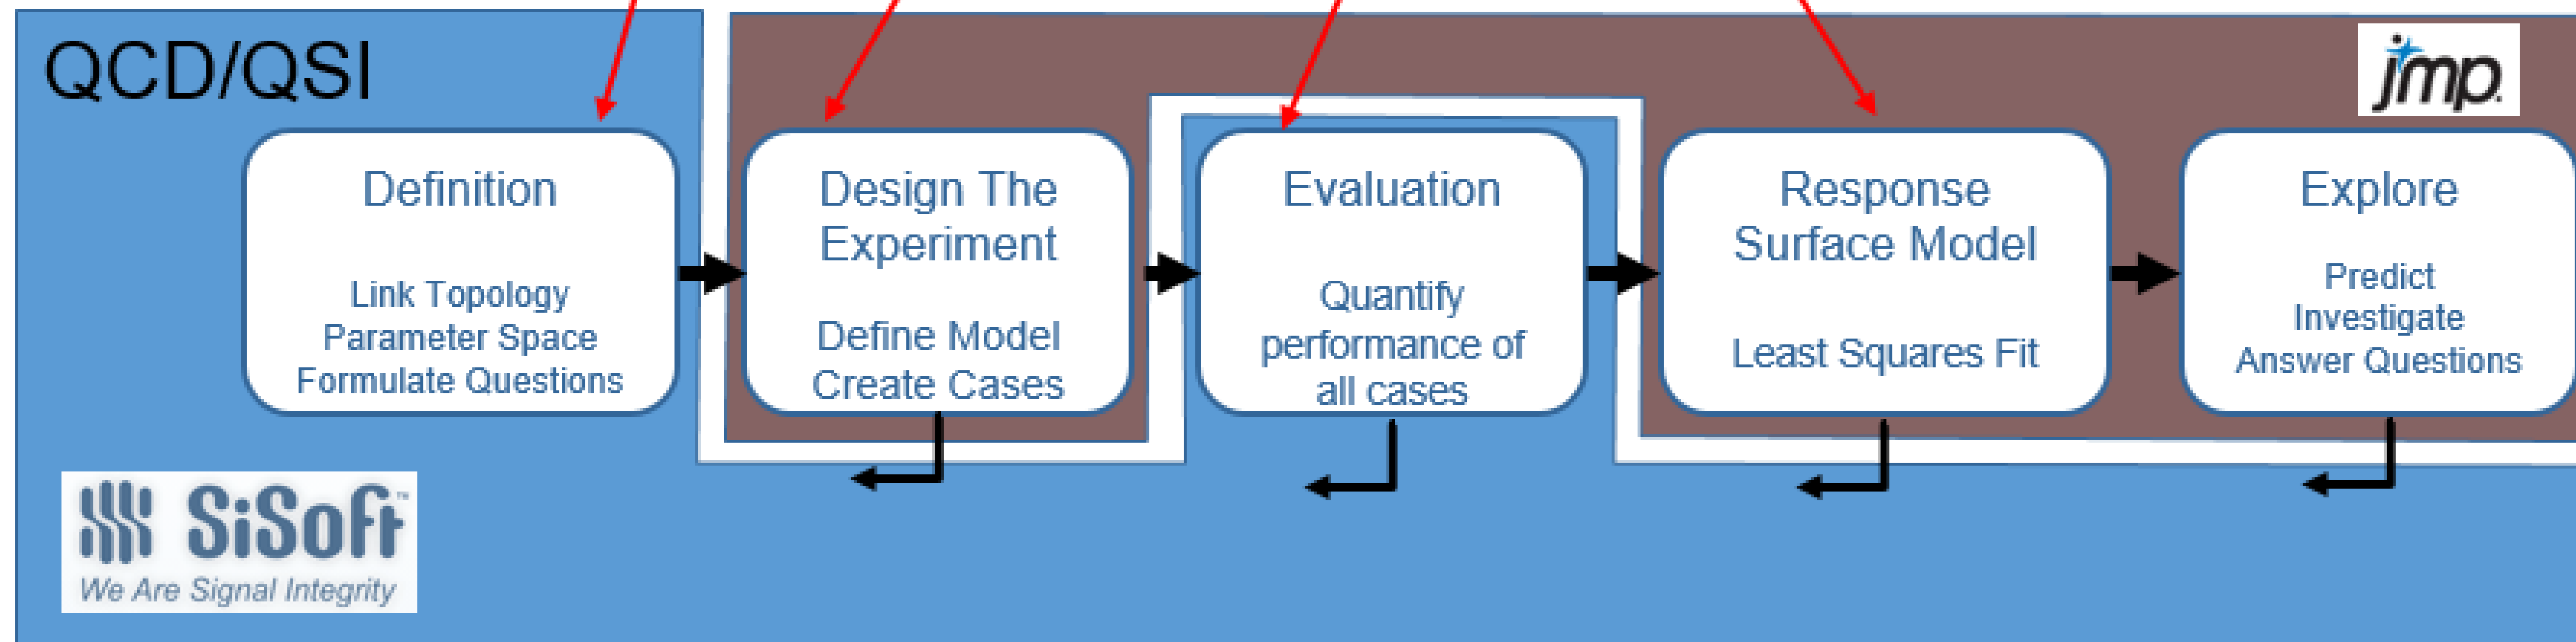 QCD/QSI
jmp.
Definition
Link Topology
Parameter Space
Formulate Questions
Design The
Experiment
Define Model
Create Cases
Evaluation
Quantify
performance of
all cases
Response
Surface Model
Least Squares Fit
Explore
Predict
Investigate
Answer Questions
SiSoft™
We Are Signal Integrity